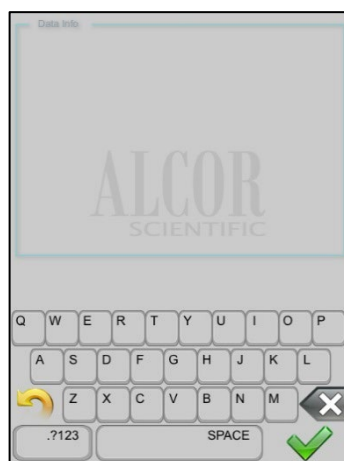 Data Info
ALCOR
SCIENTIFIC
Q W E R T Y U I O P
A S D F G H J K L
Z X C V B N M
.?123 SPACE